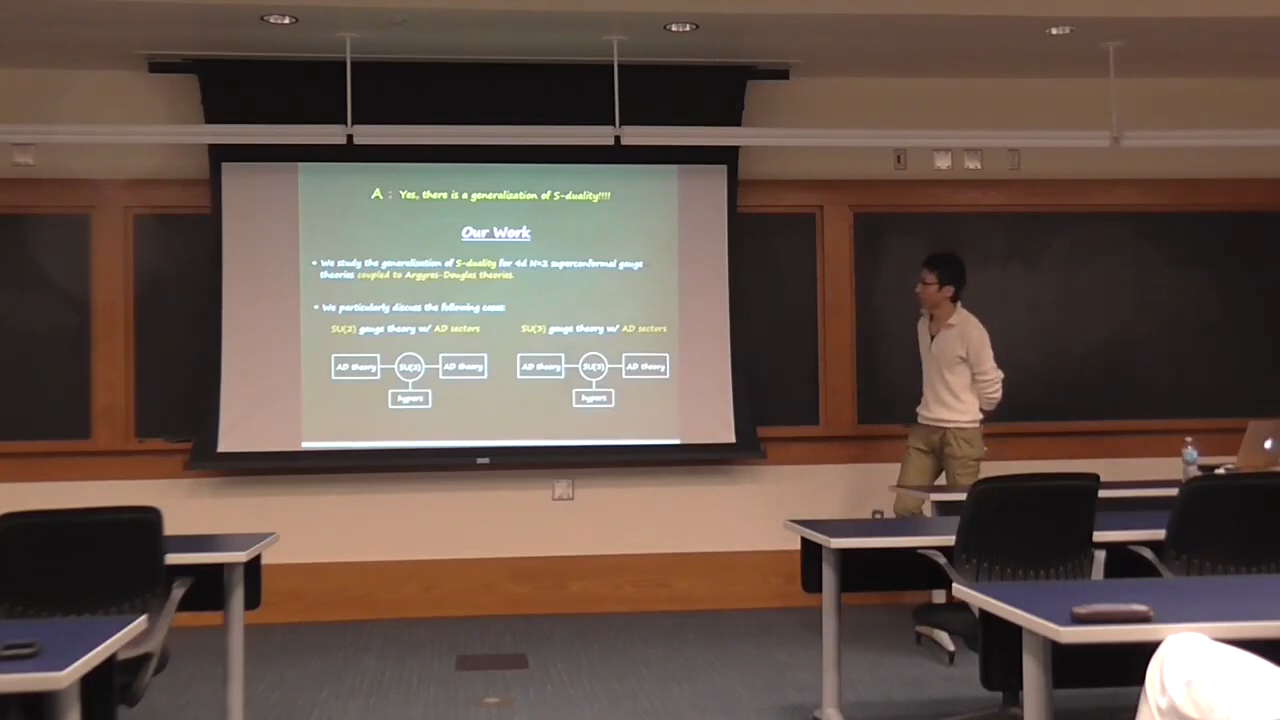 A : Yes, there is a generalization of S-duality!!!!
Our Work
• We study the generalization of S-duality for 4d N=2 superconformal gauge
theories coupled to Argyres-Douglas theories.
• We particularly discuss the following cases:
SU(2) gauge theory w/ AD sectors
SU(3) gauge theory w/ AD sectors
AD theory SU(2) AD theory
hypers
AD theory SU(3) AD theory
hypers